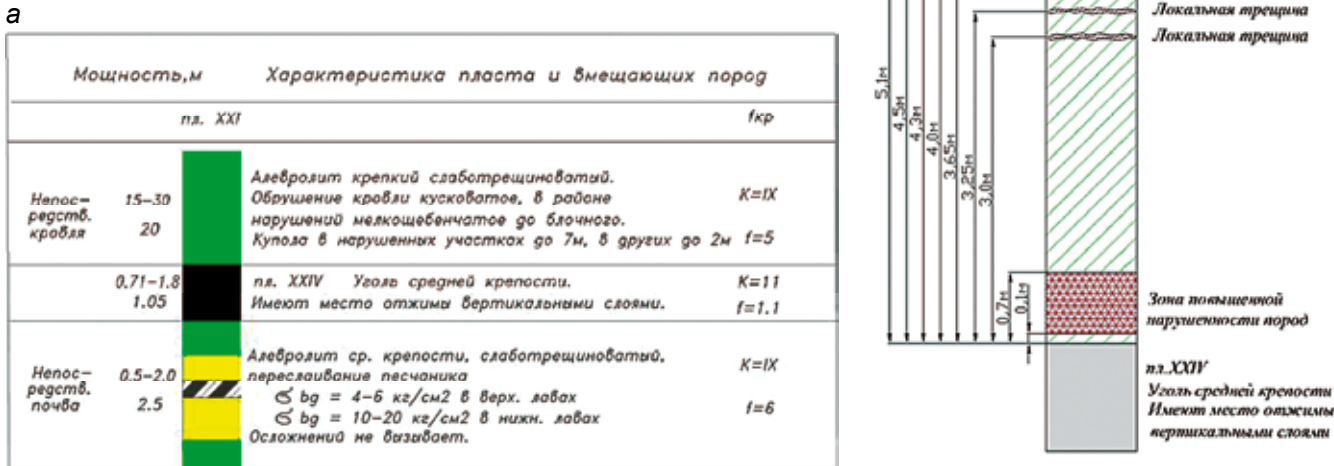 а
Мощность,м Характеристика пласта и вмещающих пород
пл. XXI fкр
Непос-
редств.
кровля
15-30
20
Алевролит крепкий слаботрещиноватый.
Обрушение кровли кусковатое, в районе
нарушений мелкощебенчатое до блочного.
Купола в нарушенных участках до 7м, в других до 2м
K=IX
f=5
0.71-1.8
1.05
пл. XXIV Уголь средней крепости.
Имеют место отжимы вертикальными слоями.
K=11
f=1.1
Непос-
редств.
почва
0.5-2.0
2.5
Алевролит ср. крепости, слаботрещиноватый,
переслаивание песчаника
б bg = 4-6 кг/см2 в верх. лавах
б bg = 10-20 кг/см2 в нижн. лавах
Осложнений не вызывает.
K=IX
f=6
5,1м
4,5м
4,3м
4,0м
3,65м
3,25м
3,0м
0,7м
0,1м
Локальная трещина
Локальная трещина
Зона повышенной
нарушенности пород
пл.XXIV
Уголь средней крепости
Имеют место отжимы
вертикальными слоями